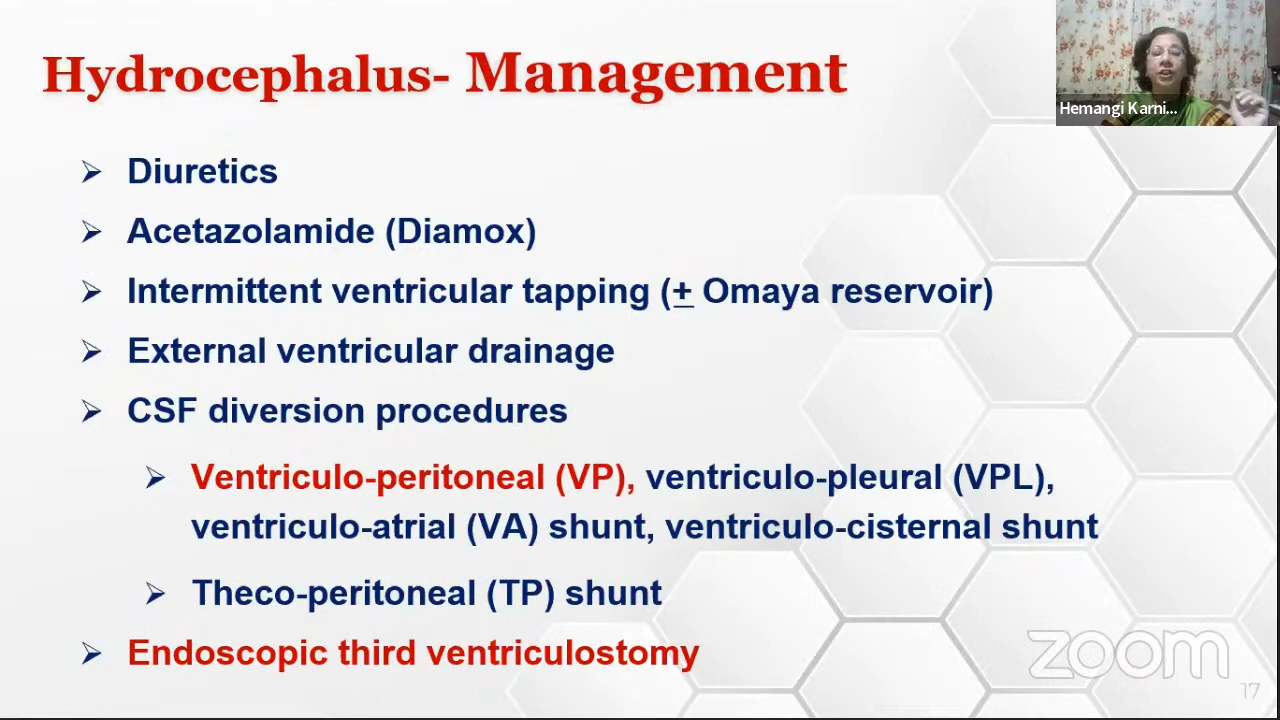 Hydrocephalus- Management
Hemangi Karni...
Diuretics
Acetazolamide (Diamox)
Intermittent ventricular tapping (+ Omaya reservoir)
External ventricular drainage
CSF diversion procedures
Ventriculo-peritoneal (VP), ventriculo-pleural (VPL),
ventriculo-atrial (VA) shunt, ventriculo-cisternal shunt
Theco-peritoneal (TP) shunt
Endoscopic third ventriculostomy
zoom
17